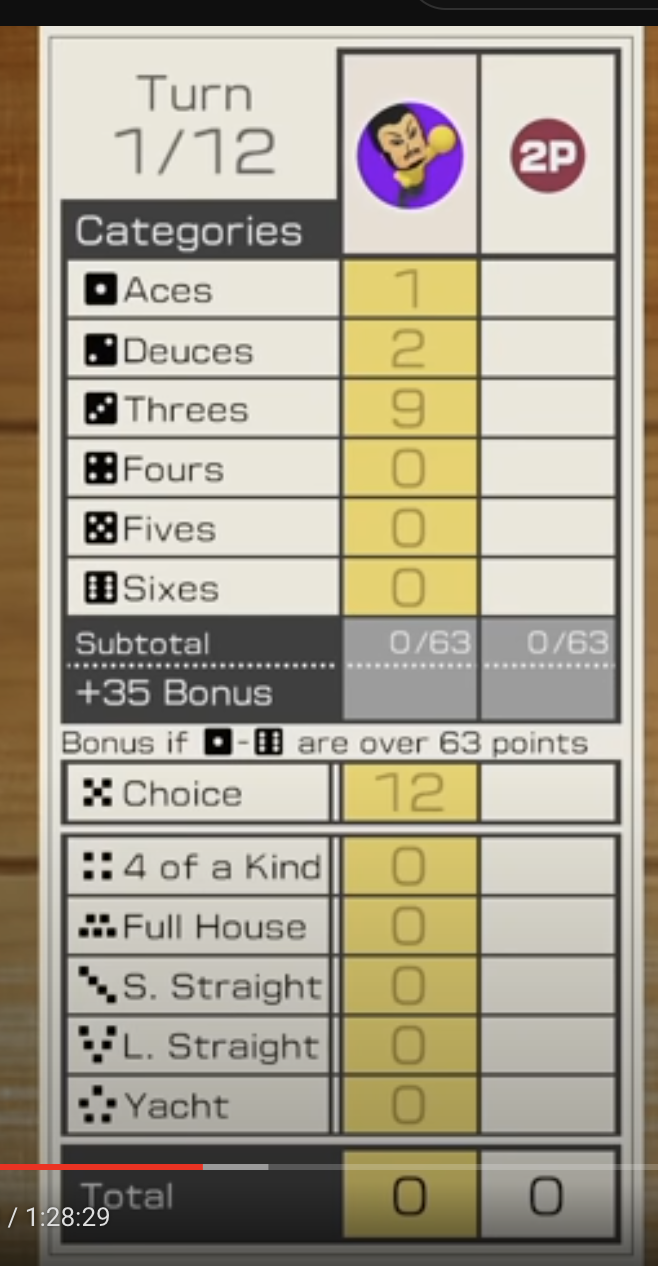 Turn
1/12
2P
Categories
Aces 1
Deuces 2
Threes 9
Fours 0
Fives 0
Sixes 0
Subtotal 0/63 0/63
+35 Bonus
Bonus if - are over 63 points
Choice 12
4 of a Kind 0
Full House 0
S. Straight 0
L. Straight 0
Yacht 0
Total 0 0
/ 1:28:29